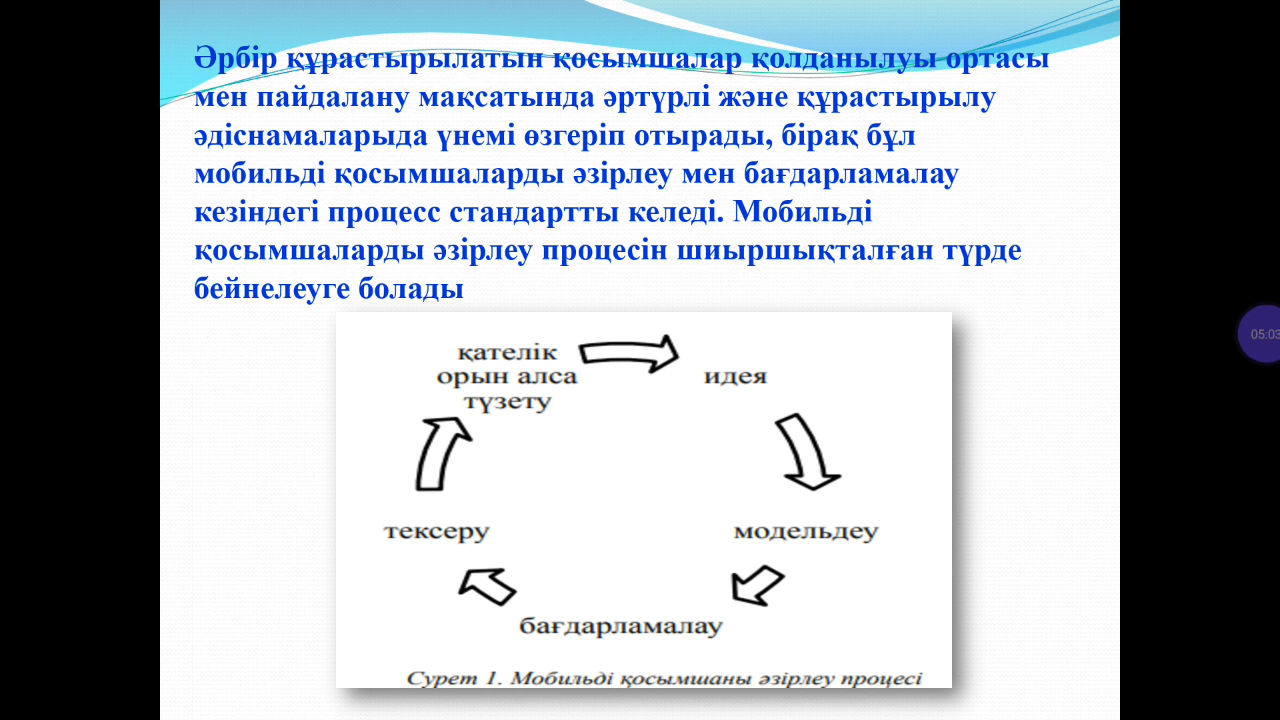 Әрбір құрастырылатын қосымшалар қолданылуы ортасы
мен пайдалану мақсатында әртүрлі және құрастырылу
әдіснамаларыда үнемі өзгеріп отырады, бірақ бұл
мобильді қосымшаларды әзірлеу мен бағдарламалау
кезіндегі процесс стандартты келеді. Мобильді
қосымшаларды әзірлеу процесін шиыршықталған түрде
бейнелеуге болады
қателік
орын алса
түзету
идея
тексеру
модельдеу
бағдарламалау
Сурет 1. Мобильді қосымшаны әзірлеу процесі
05:03